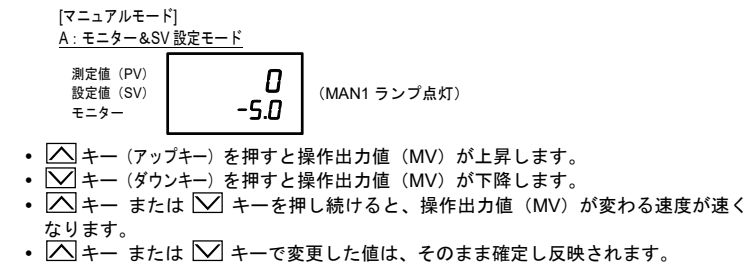 [マニュアルモード]
A : モニター&SV 設定モード
測定値（PV）
設定値（SV）
モニター
0
-5.0
（MAN1 ランプ点灯）
• キー（アップキー）を押すと操作出力値（MV）が上昇します。
• キー（ダウンキー）を押すと操作出力値（MV）が下降します。
• キー または キーを押し続けると、操作出力値（MV）が変わる速度が速く
なります。
• キー または キーで変更した値は、そのまま確定し反映されます。